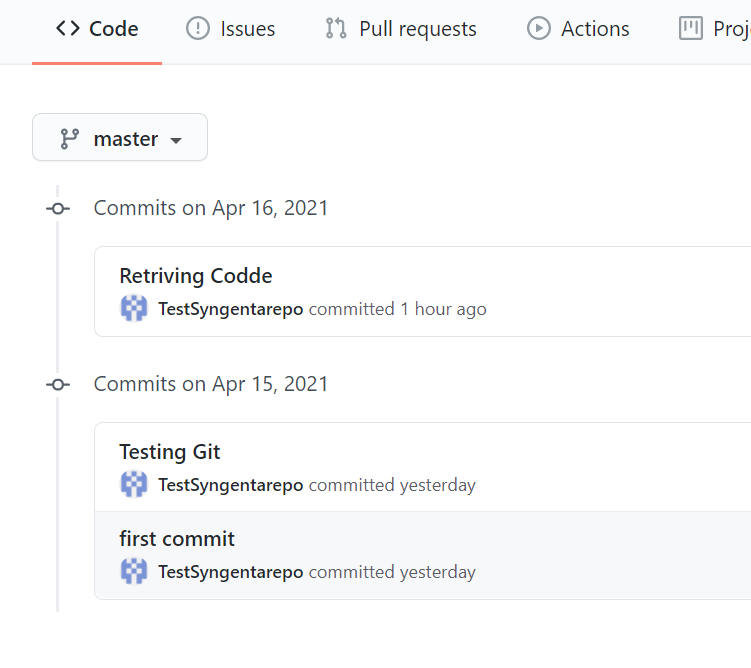 Code Issues Pull requests Actions Proj
master
Commits on Apr 16, 2021
Retriving Codde
TestSyngentarepo committed 1 hour ago
Commits on Apr 15, 2021
Testing Git
TestSyngentarepo committed yesterday
first commit
TestSyngentarepo committed yesterday